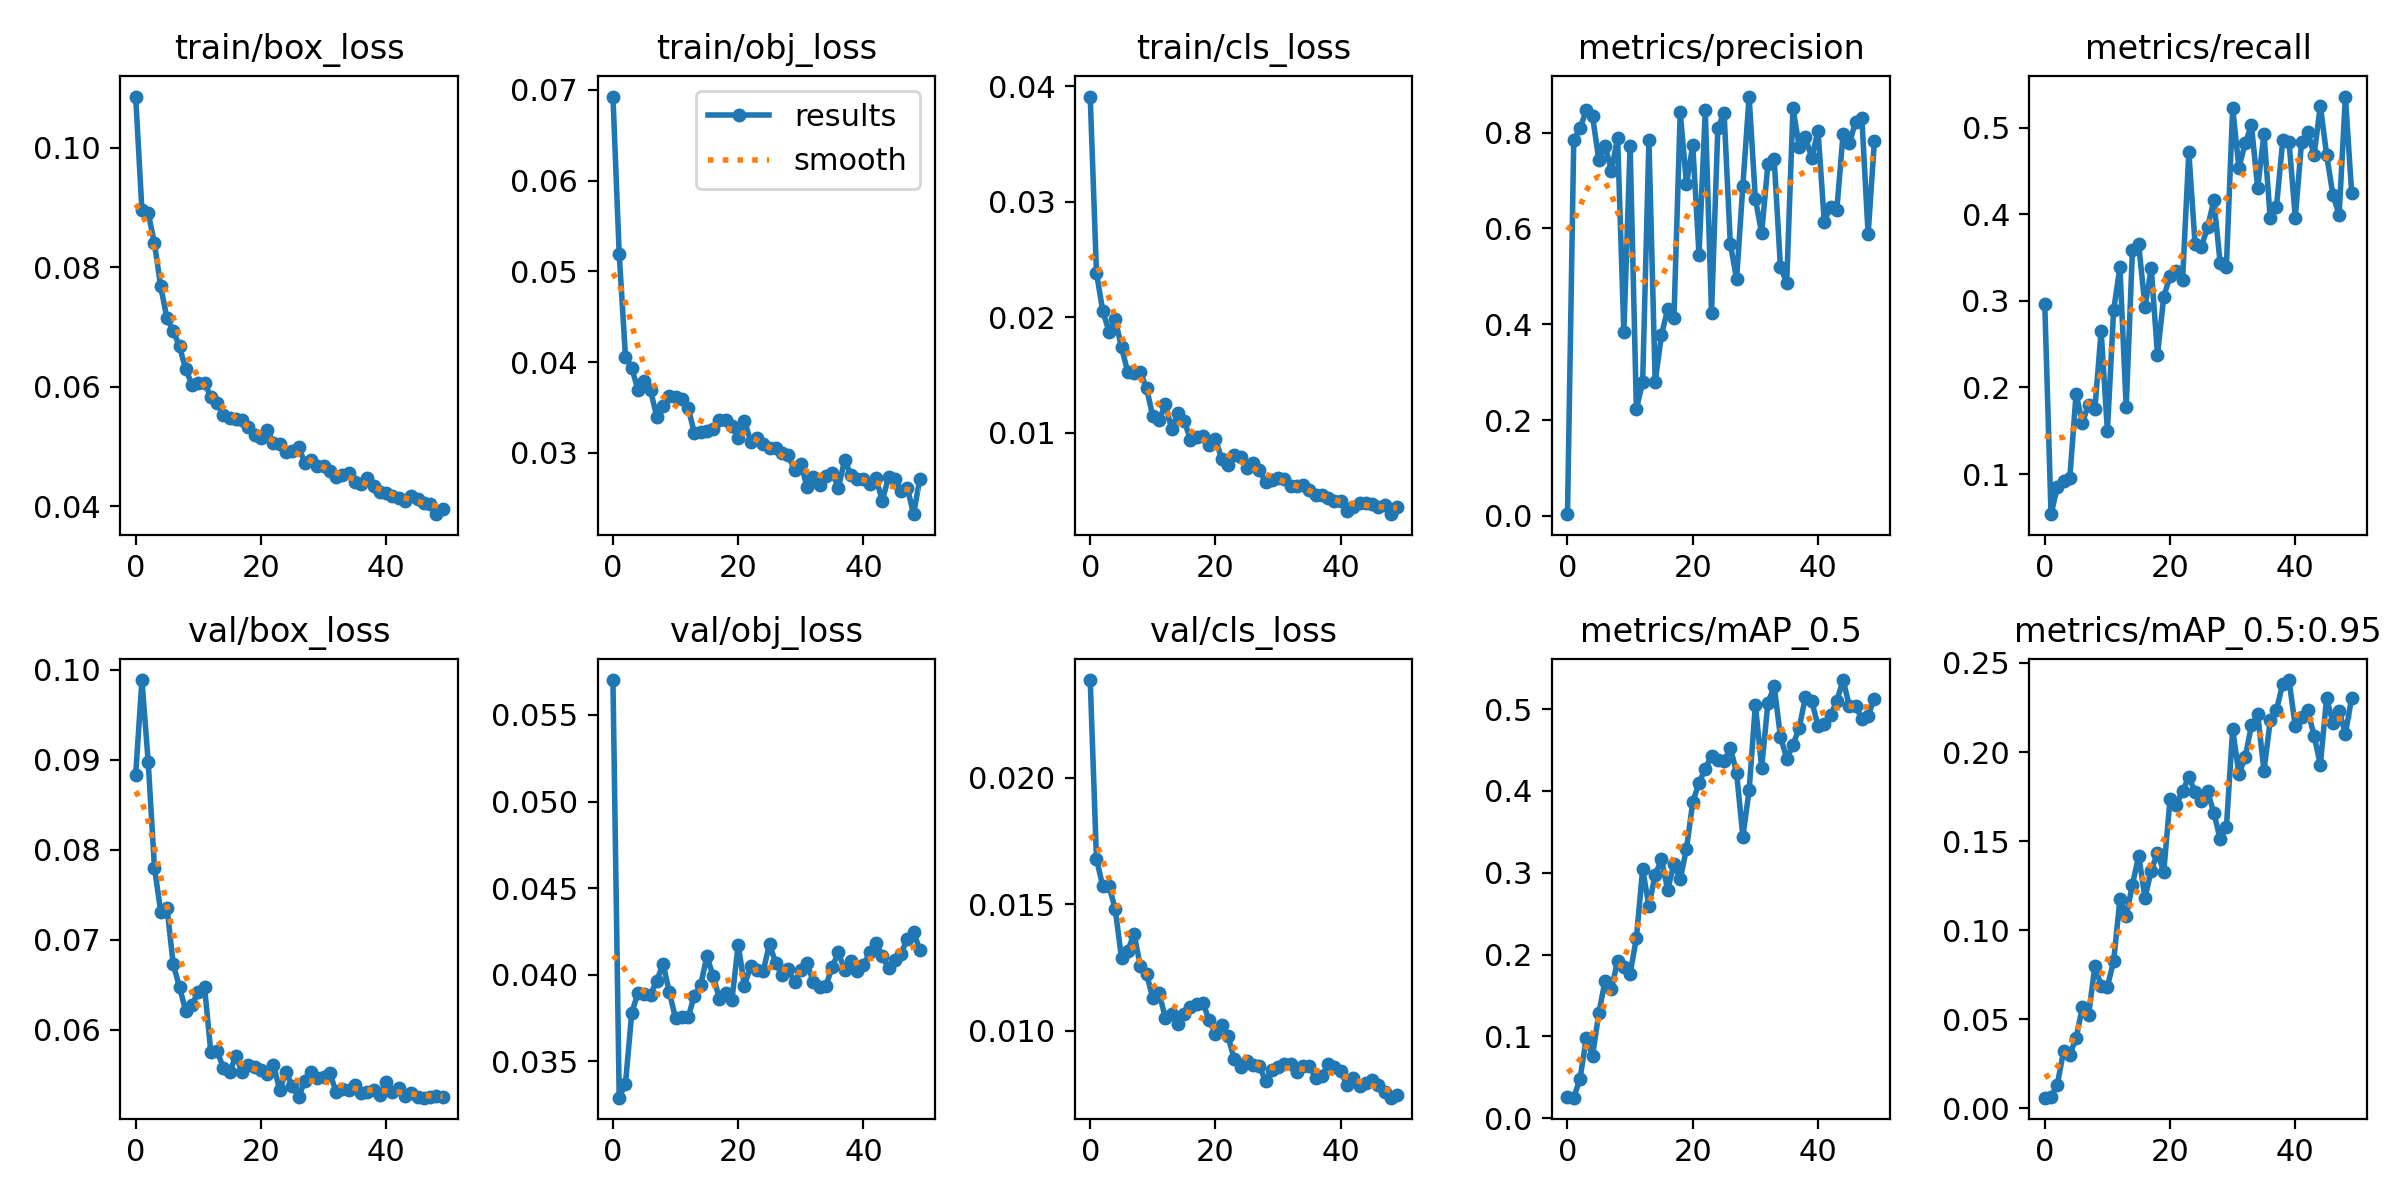 train/box_loss
0.10
0.08
0.06
0.04
0 20 40
train/obj_loss
results
smooth
0.07
0.06
0.05
0.04
0.03
0 20 40
train/cls_loss
0.04
0.03
0.02
0.01
0 20 40
metrics/precision
0.8
0.6
0.4
0.2
0.0
0 20 40
metrics/recall
0.5
0.4
0.3
0.2
0.1
0 20 40
val/box_loss
0.10
0.09
0.08
0.07
0.06
0 20 40
val/obj_loss
0.055
0.050
0.045
0.040
0.035
0 20 40
val/cls_loss
0.020
0.015
0.010
0 20 40
metrics/mAP_0.5
0.5
0.4
0.3
0.2
0.1
0.0
0 20 40
metrics/mAP_0.5:0.95
0.25
0.20
0.15
0.10
0.05
0.00
0 20 40